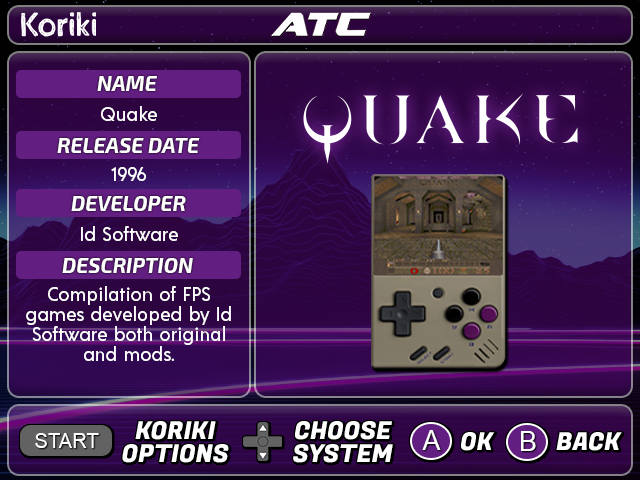 Koriki
ATC
NAME
Quake
RELEASE DATE
1996
DEVELOPER
Id Software
DESCRIPTION
Compilation of FPS
games developed by Id
Software both original
and mods.
QUAKE
START
KORIKI
OPTIONS
CHOOSE
SYSTEM
A
OK
B
BACK